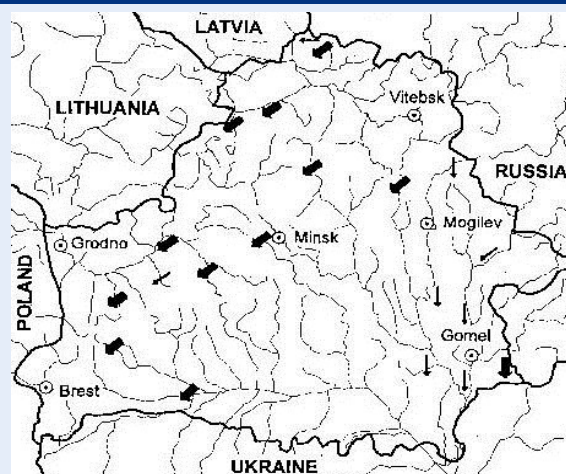 LATVIA
LITHUANIA
Vitebsk
RUSSIA
Mogilev
Minsk
Grodno
POLAND
Gomel
Brest
UKRAINE